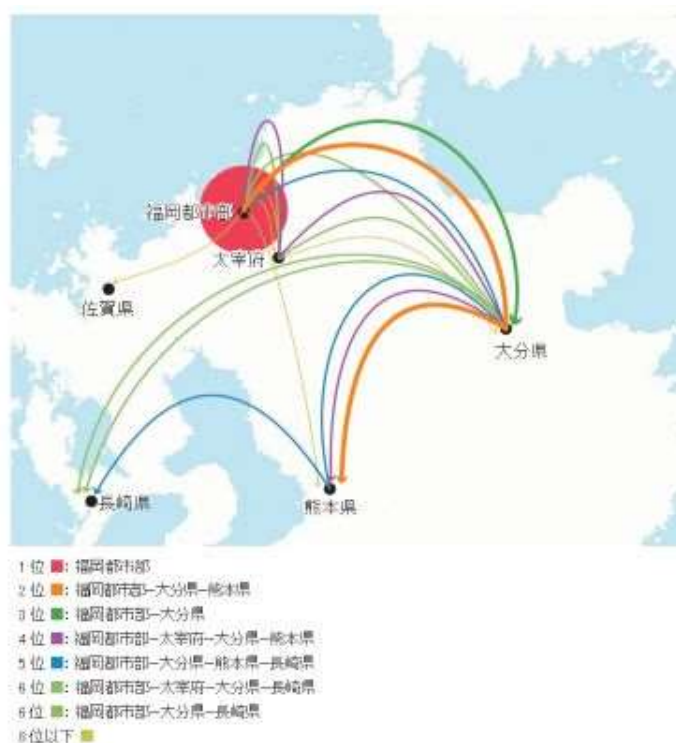 福岡都市部
太宰府
佐賀県
大分県
長崎県
熊本県
1位 ■: 福岡都市部
2位 ■: 福岡都市部−大分県−熊本県
3位 ■: 福岡都市部−大分県
4位 ■: 福岡都市部−太宰府−大分県−熊本県
5位 ■: 福岡都市部−大分県−熊本県−長崎県
6位 ■: 福岡都市部−太宰府−大分県−長崎県
6位 ■: 福岡都市部−大分県−長崎県
8位以下 ■